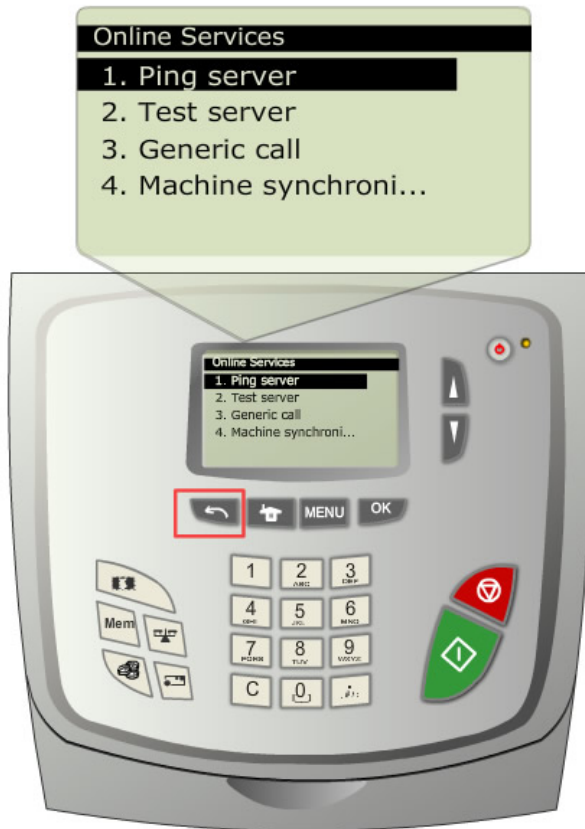 Online Services
1. Ping server
2. Test server
3. Generic call
4. Machine synchroni...
Online Services
1. Ping server
2. Test server
3. Generic call
4. Machine synchroni...
MENU
OK
1
2
ABC
3
DEF
Mem
4
GHI
5
JKL
6
MNO
7
PQRS
8
TUV
9
WXYZ
C
0